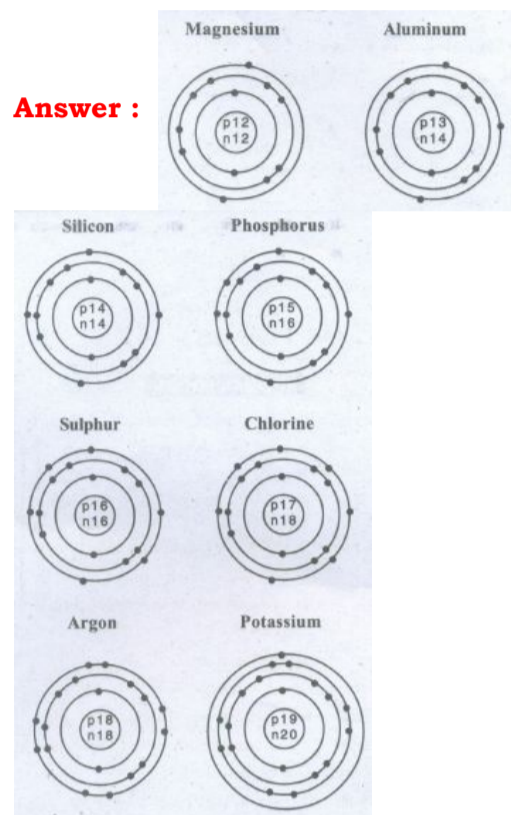 Magnesium Aluminum
Answer :
p12 p13
n12 n14
Silicon Phosphorus
p14 p15
n14 n16
Sulphur Chlorine
p16 p17
n16 n18
Argon Potassium
p18 p19
n18 n20